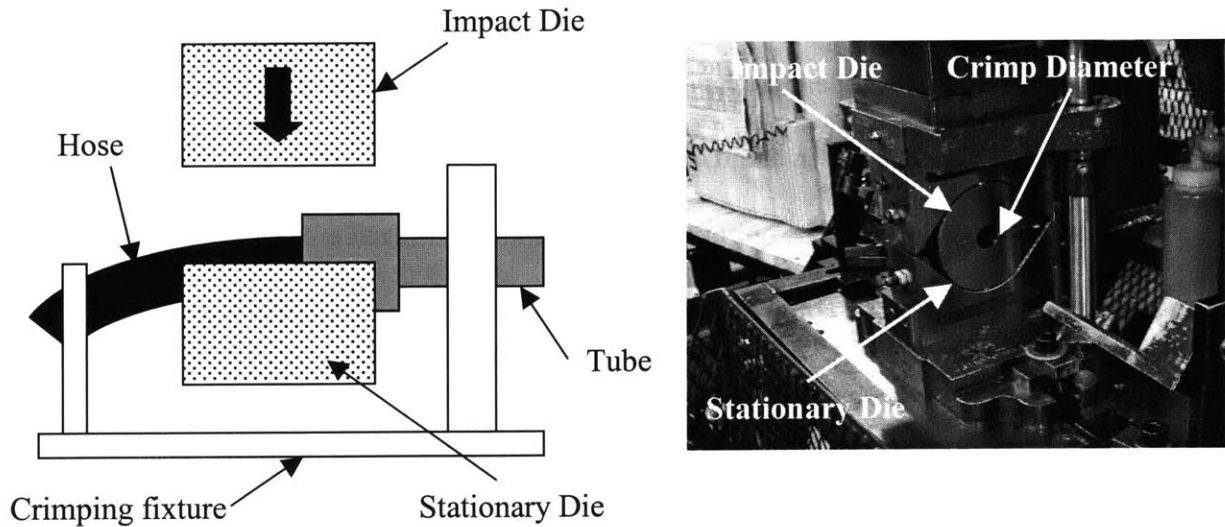 Impact Die
Hose
Tube
Crimping fixture
Stationary Die
Impact Die
Crimp Diameter
Stationary Die